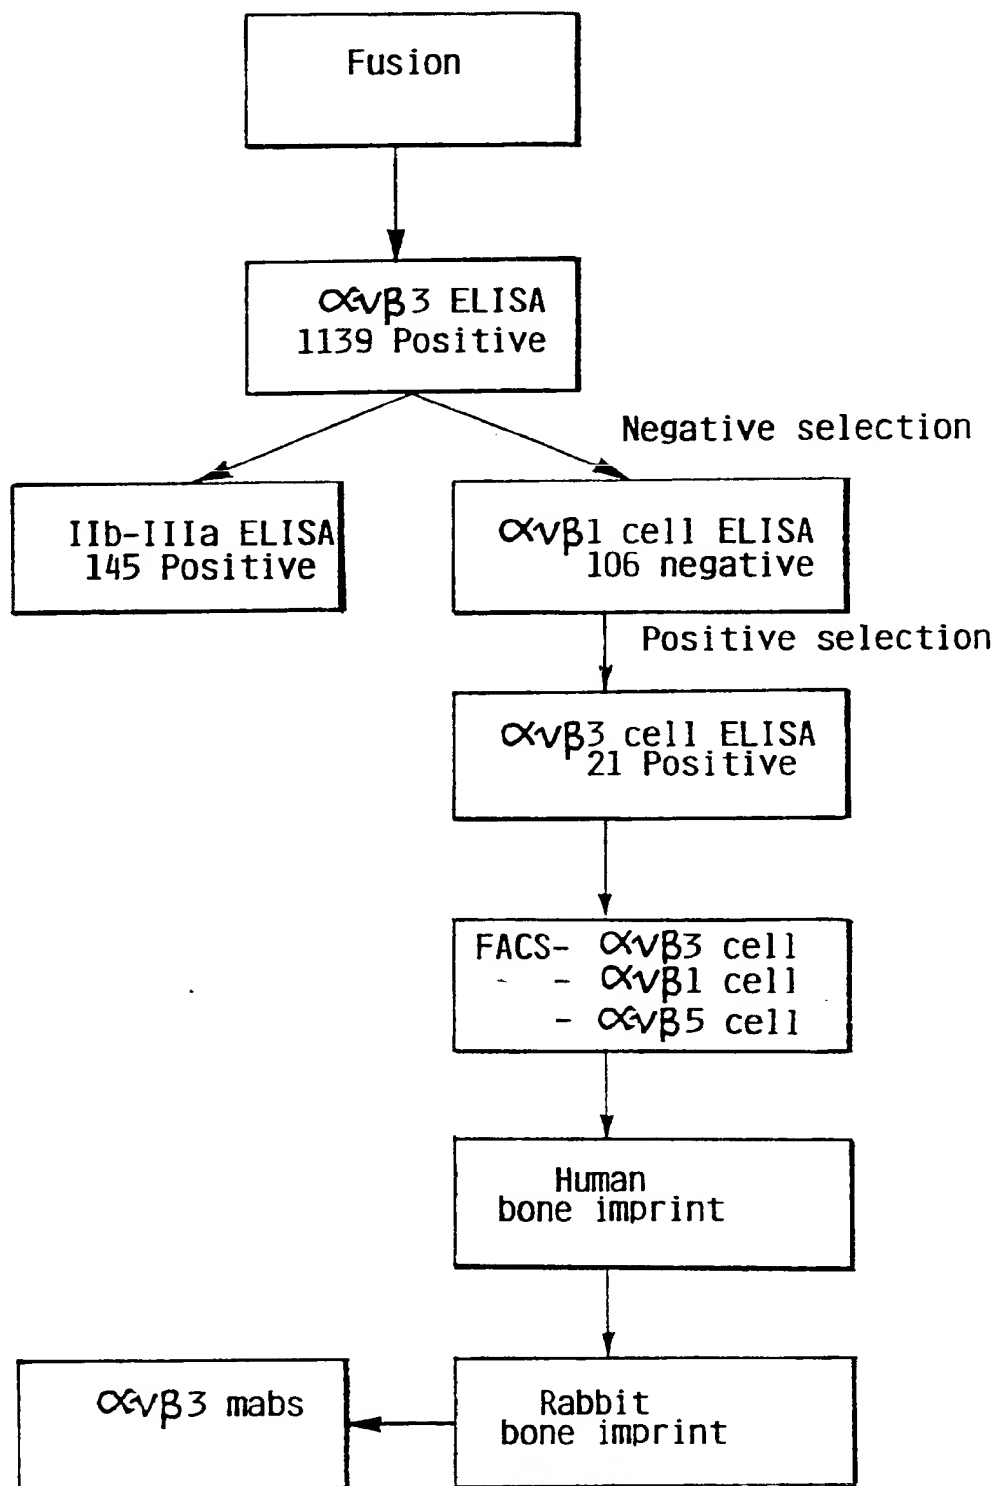 Fusion
αvβ3 ELISA
1139 Positive
Negative selection
IIb-IIIa ELISA
145 Positive
αvβ1 cell ELISA
106 negative
Positive selection
αvβ3 cell ELISA
21 Positive
FACS- αvβ3 cell
- - αvβ1 cell
- αvβ5 cell
Human
bone imprint
Rabbit
bone imprint
αvβ3 mabs